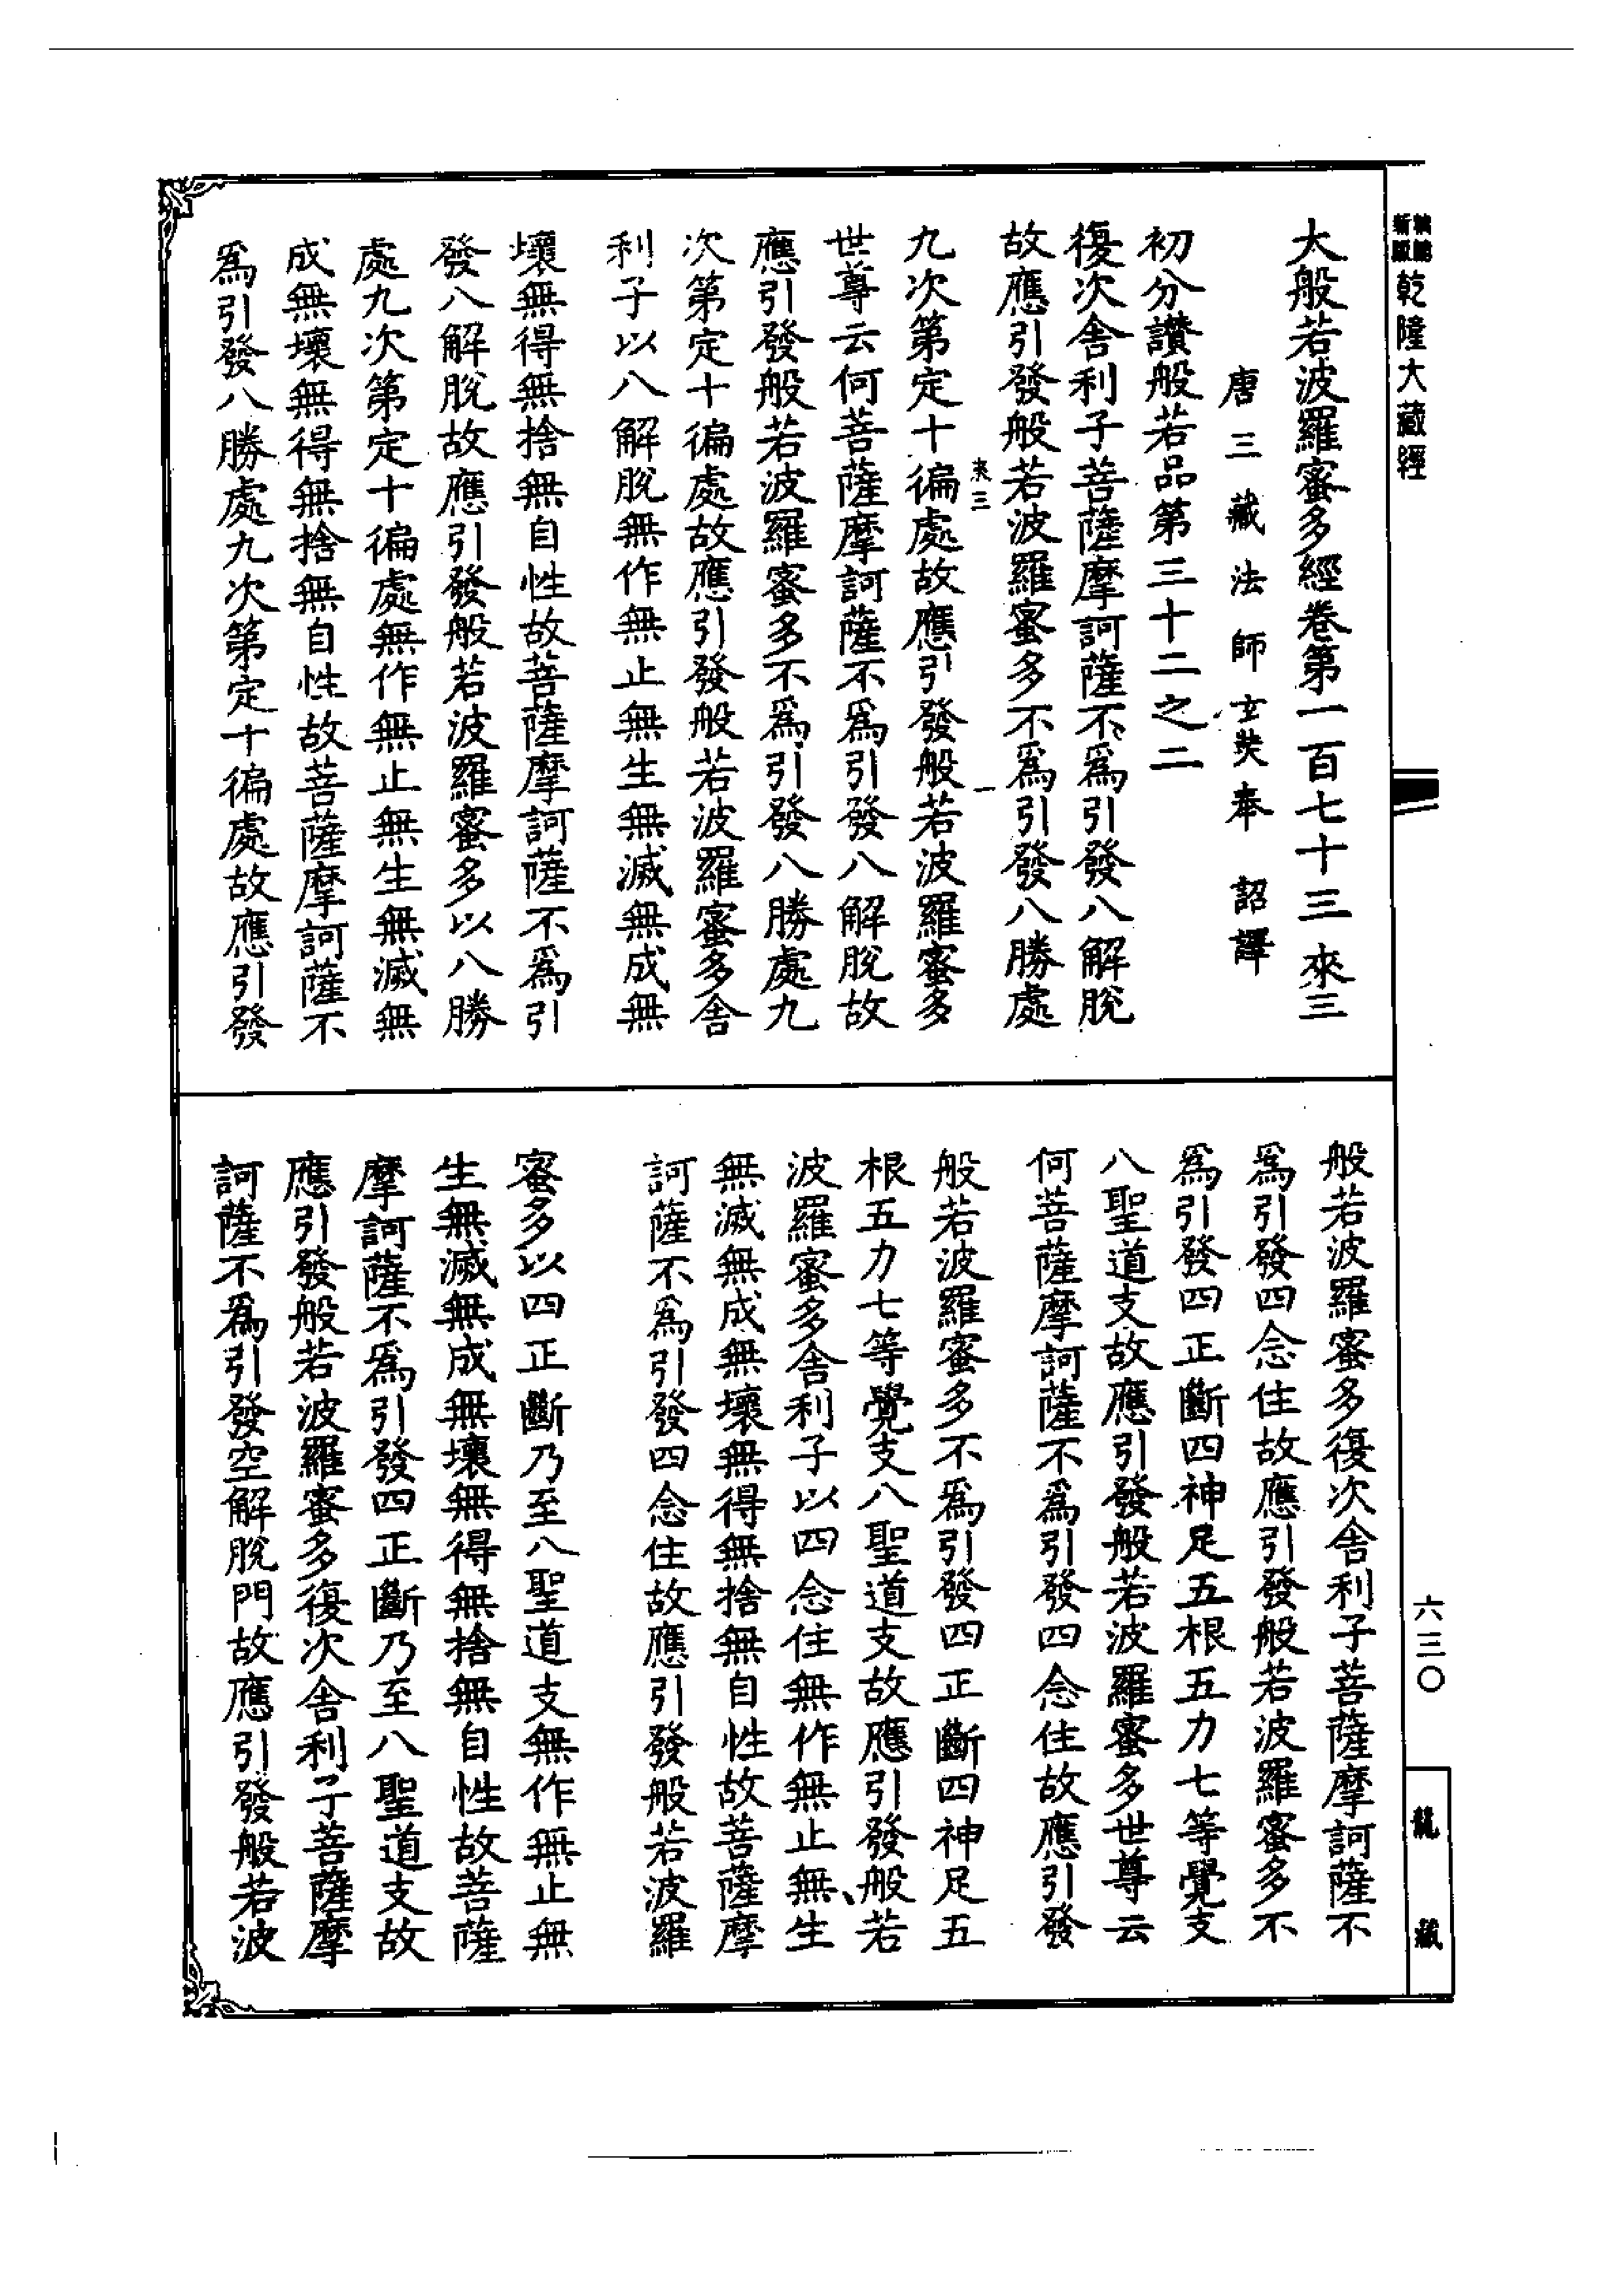 乾隆大藏經
大般若波羅蜜多經卷第一百七十三 來三
唐三藏法師玄奘奉 詔譯
初分讚般若品第三十二之二
復次舍利子菩薩摩訶薩不爲引發八解脫
故應引發般若波羅蜜多不爲引發八勝處
來三 一
九次第定十徧處故應引發般若波羅蜜多
世尊云何菩薩摩訶薩不爲引發八解脫故
應引發般若波羅蜜多不爲引發八勝處九
次第定十徧處故應引發般若波羅蜜多舍
利子以八解脫無作無止無生無滅無成無
壞無得無捨無自性故菩薩摩訶薩不爲引
發八解脫故應引發般若波羅蜜多以八勝
處九次第定十徧處無作無止無生無滅無
成無壞無得無捨無自性故菩薩摩訶薩不
爲引發八勝處九次第定十徧處故應引發
般若波羅蜜多復次舍利子菩薩摩訶薩不
爲引發四念住故應引發般若波羅蜜多不
爲引發四正斷四神足五根五力七等覺支
八聖道支故應引發般若波羅蜜多世尊云
何菩薩摩訶薩不爲引發四念住故應引發
般若波羅蜜多不爲引發四正斷四神足五
根五力七等覺支八聖道支故應引發般若
波羅蜜多舍利子以四念住無作無止無生
無滅無成無壞無得無捨無自性故菩薩摩
訶薩不爲引發四念住故應引發般若波羅
蜜多以四正斷乃至八聖道支無作無止無
生無滅無成無壞無得無捨無自性故菩薩
摩訶薩不爲引發四正斷乃至八聖道支故
應引發般若波羅蜜多復次舍利子菩薩摩
訶薩不爲引發空解脫門故應引發般若波
六三〇
龍藏